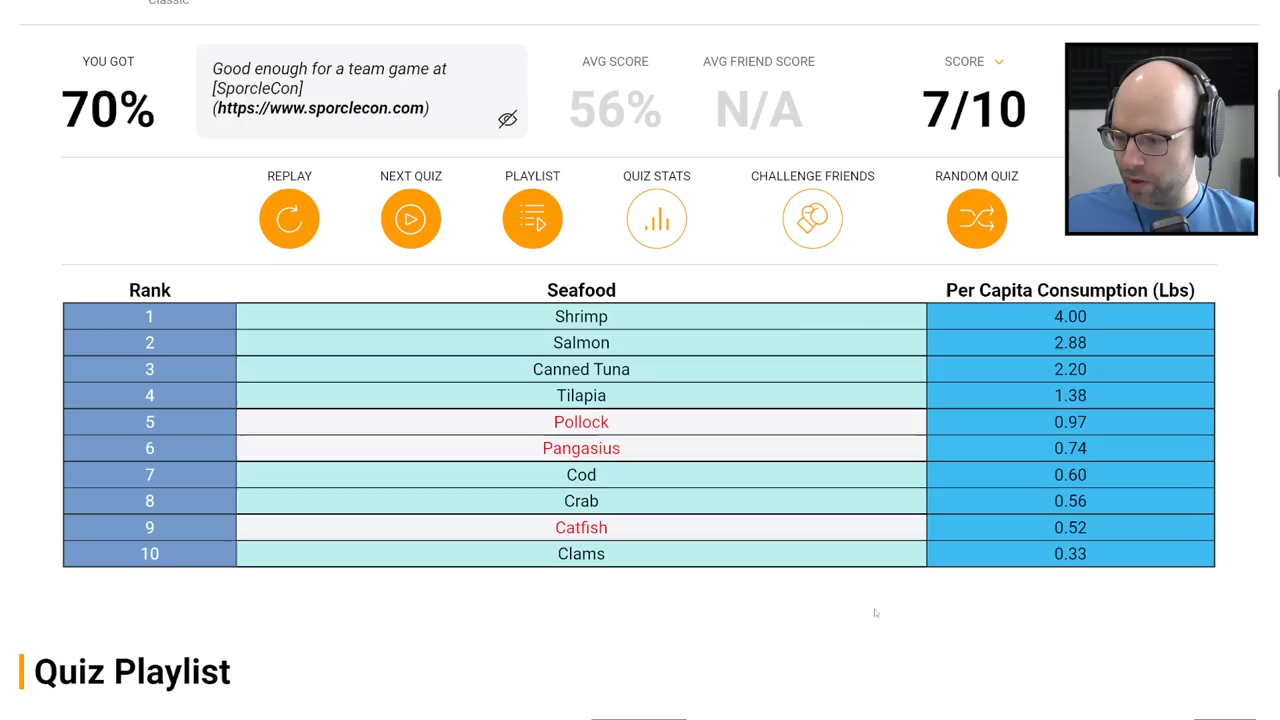 Classic
YOU GOT
70%
Good enough for a team game at
[SporcleCon]
(https://www.sporclecon.com)
AVG SCORE
56%
AVG FRIEND SCORE
N/A
SCORE
7/10
REPLAY
NEXT QUIZ
PLAYLIST
QUIZ STATS
CHALLENGE FRIENDS
RANDOM QUIZ
Rank Seafood Per Capita Consumption (Lbs)
1 Shrimp 4.00
2 Salmon 2.88
3 Canned Tuna 2.20
4 Tilapia 1.38
5 Pollock 0.97
6 Pangasius 0.74
7 Cod 0.60
8 Crab 0.56
9 Catfish 0.52
10 Clams 0.33
Quiz Playlist